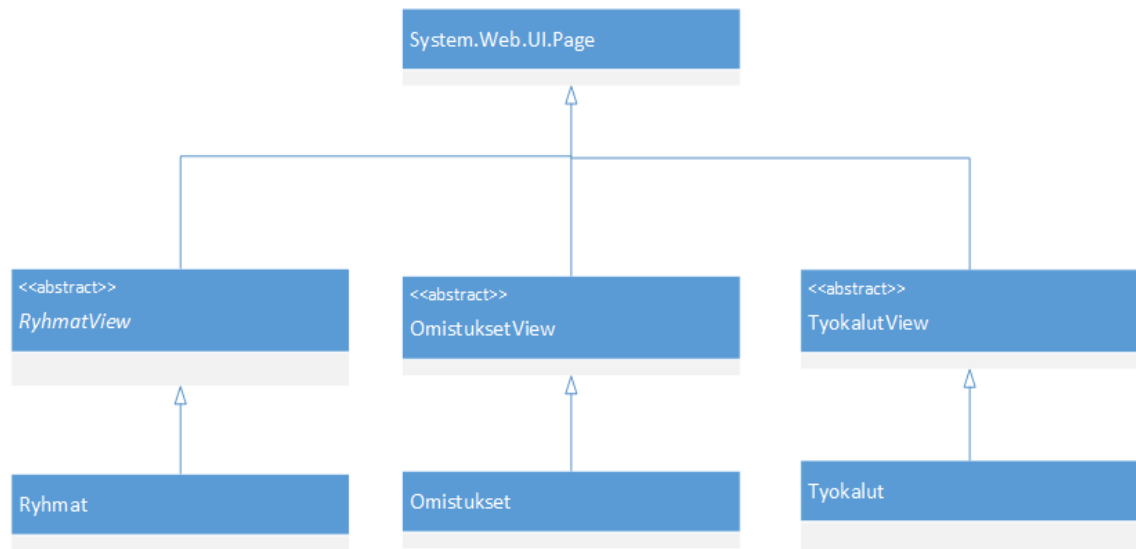 System.Web.UI.Page
<<abstract>>
RyhmatView
<<abstract>>
OmistuksetView
<<abstract>>
TyokalutView
Ryhmat
Omistukset
Tyokalut